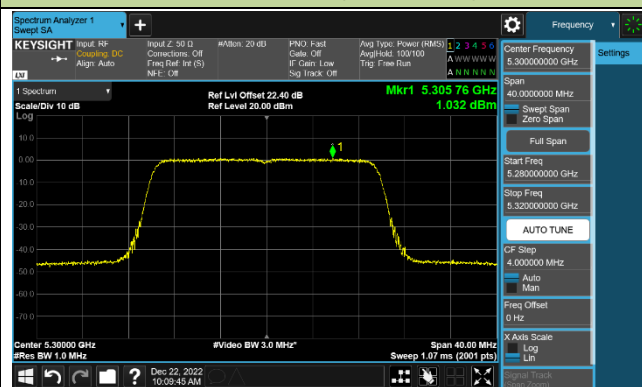 Spectrum Analyzer 1
Swept SA
Frequency
KEYSIGHT
Input: RF
Coupling: DC
Align: Auto
Input Z: 50 Ω
Corrections: Off
Freq Ref: Int (S)
NFE: Off
#Atten: 20 dB
PNO: Fast
Gate: Off
IF Gain: Low
Sig Track: Off
Avg Type: Power (RMS)
Avg|Hold: 100/100
Trig: Free Run
1 2 3 4 5 6
A W W W W W
A N N N N N
LXI
1 Spectrum
Scale/Div 10 dB
Log
Ref Lvl Offset 22.40 dB
Ref Level 20.00 dBm
Mkr1 5.305 76 GHz
1.032 dBm
1
10.0
0.00
-10.0
-20.0
-30.0
-40.0
-50.0
-60.0
-70.0
Center 5.30000 GHz
#Res BW 1.0 MHz
#Video BW 3.0 MHz*
Span 40.00 MHz
Sweep 1.07 ms (2001 pts)
Dec 22, 2022
10:09:45 AM
?
Center Frequency
5.300000000 GHz
Settings
Span
40.0000000 MHz
Swept Span
Zero Span
Full Span
Start Freq
5.280000000 GHz
Stop Freq
5.320000000 GHz
AUTO TUNE
CF Step
4.000000 MHz
Auto
Man
Freq Offset
0 Hz
X Axis Scale
Log
Lin
Signal Track
(Span Zoom)